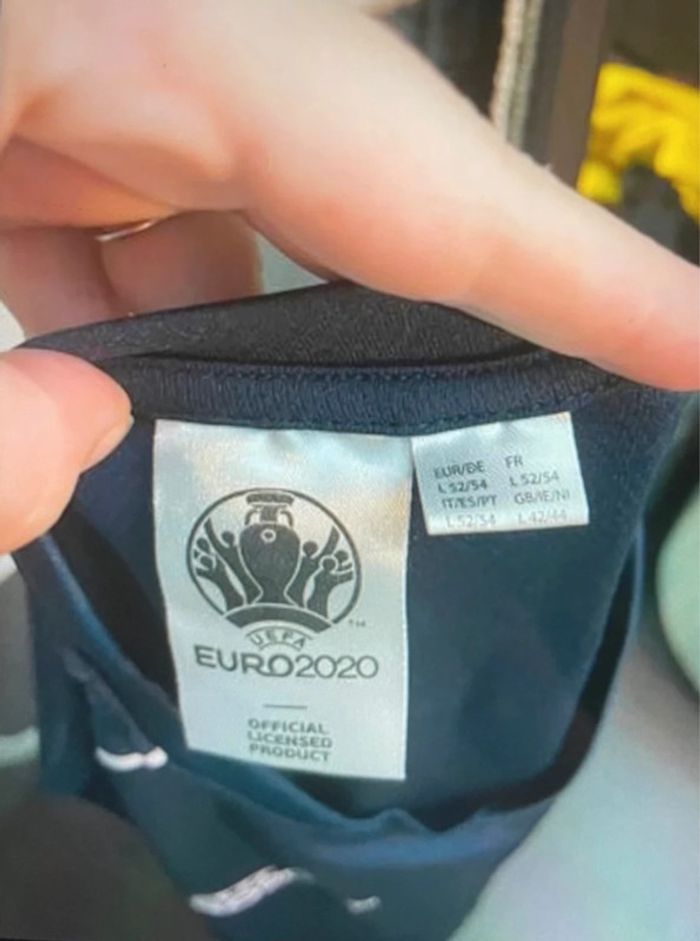 UEFA
™
EURO2020
OFFICIAL
LICENSED
PRODUCT
EUR/DE FR
L 52/54 L 52/54
IT/ES/PT GB/IE/NI
L 52/54 L 42/44